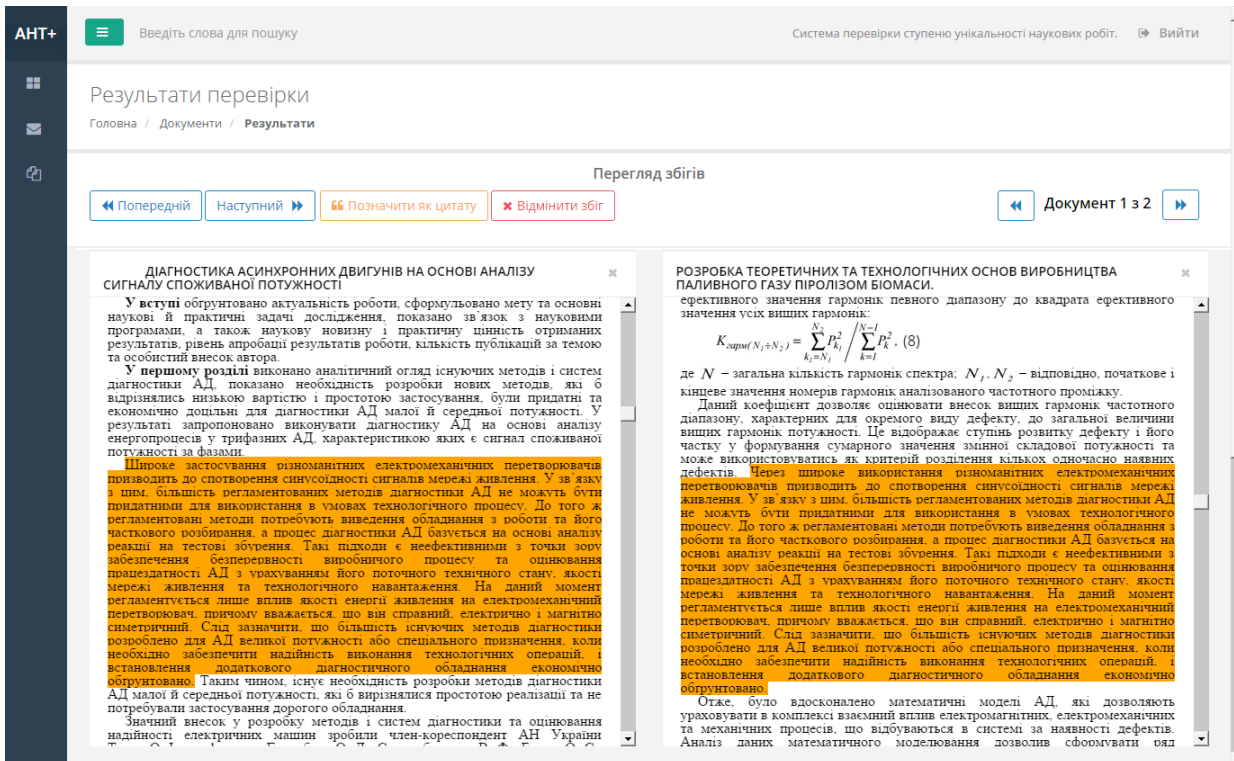 АНТ+
Введіть слова для пошуку
Система перевірки ступеню унікальності наукових робіт.
Вийти
Результати перевірки
Головна / Документи / Результати
Перегляд збігів
Попередній
Наступний
Позначити як цитату
Відмінити збіг
Документ 1 з 2
ДІАГНОСТИКА АСИНХРОННИХ ДВИГУНІВ НА ОСНОВІ АНАЛІЗУ
СИГНАЛУ СПОЖИВАНОЇ ПОТУЖНОСТІ
У вступі обґрунтовано актуальність роботи, сформульовано мету та основні
наукові й практичні задачі дослідження, показано зв'язок з науковими
програмами, а також наукову новизну і практичну цінність отриманих
результатів, рівень апробації результатів роботи, кількість публікацій за темою
та особистий внесок автора.
У першому розділі виконано аналітичний огляд існуючих методів і систем
діагностики АД, показано необхідність розробки нових методів, які б
відрізнялись низькою вартістю і простотою застосування, були придатні та
економічно доцільні для діагностики АД малої й середньої потужності. У
результаті запропоновано виконувати діагностику АД на основі аналізу
енергопроцесів у трифазних АД, характеристикою яких є сигнал споживаної
потужності за фазами.
Широке застосування різноманітних електромеханічних перетворювачів
призводить до спотворення синусоїдності сигналів мережі живлення. У зв'язку
з цим, більшість регламентованих методів діагностики АД не можуть бути
придатними для використання в умовах технологічного процесу. До того ж
регламентовані методи потребують виведення обладнання з роботи та його
часткового розбирання, а процес діагностики АД базується на основі аналізу
реакції на тестові збурення. Такі підходи є неефективними з точки зору
забезпечення безперервності виробничого процесу та оцінювання
працездатності АД з урахуванням його поточного технічного стану, якості
мережі живлення та технологічного навантаження. На даний момент
регламентується лише вплив якості енергії живлення на електромеханічний
перетворювач, причому вважається, що він справний, електрично і магнітно
симетричний. Слід зазначити, що більшість існуючих методів діагностики
розроблено для АД великої потужності або спеціального призначення, коли
необхідно забезпечити надійність виконання технологічних операцій, і
встановлення додаткового діагностичного обладнання економічно
обґрунтовано. Таким чином, існує необхідність розробки методів діагностики
АД малої й середньої потужності, які б вирізнялися простотою реалізації та не
потребували застосування дорогого обладнання.
Значний внесок у розробку методів і систем діагностики та оцінювання
надійності електричних машин зробили член-кореспондент АН України
РОЗРОБКА ТЕОРЕТИЧНИХ ТА ТЕХНОЛОГІЧНИХ ОСНОВ ВИРОБНИЦТВА
ПАЛИВНОГО ГАЗУ ПІРОЛІЗОМ БІОМАСИ.
ефективного значення гармонік певного діапазону до квадрата ефективного
значення усіх вищих гармонік:
K гарм(N₁÷N₂) = ∑ (k₁=N₁, N₂) P²k₁ / ∑ (k=1, N−1) P²k , (8)
де N – загальна кількість гармонік спектра; N₁, N₂ – відповідно, початкове і
кінцеве значення номерів гармонік аналізованого частотного проміжку.
Даний коефіцієнт дозволяє оцінювати внесок вищих гармонік частотного
діапазону, характерних для окремого виду дефекту, до загальної величини
вищих гармонік потужності. Це відображає ступінь розвитку дефекту і його
частку у формування сумарного значення змінної складової потужності та
може використовуватись як критерій розділення кількох одночасно наявних
дефектів. Через широке використання різноманітних електромеханічних
перетворювачів призводить до спотворення синусоїдності сигналів мережі
живлення. У зв'язку з цим, більшість регламентованих методів діагностики АД
не можуть бути придатними для використання в умовах технологічного
процесу. До того ж регламентовані методи потребують виведення обладнання з
роботи та його часткового розбирання, а процес діагностики АД базується на
основі аналізу реакції на тестові збурення. Такі підходи є неефективними з
точки зору забезпечення безперервності виробничого процесу та оцінювання
працездатності АД з урахуванням його поточного технічного стану, якості
мережі живлення та технологічного навантаження. На даний момент
регламентується лише вплив якості енергії живлення на електромеханічний
перетворювач, причому вважається, що він справний, електрично і магнітно
симетричний. Слід зазначити, що більшість існуючих методів діагностики
розроблено для АД великої потужності або спеціального призначення, коли
необхідно забезпечити надійність виконання технологічних операцій, і
встановлення додаткового діагностичного обладнання економічно
обґрунтовано.
Отже, було вдосконалено математичні моделі АД, які дозволяють
ураховувати в комплексі взаємний вплив електромагнітних, електромеханічних
та механічних процесів, що відбуваються в системі за наявності дефектів.
Аналіз даних математичного моделювання дозволив сформувати ряд